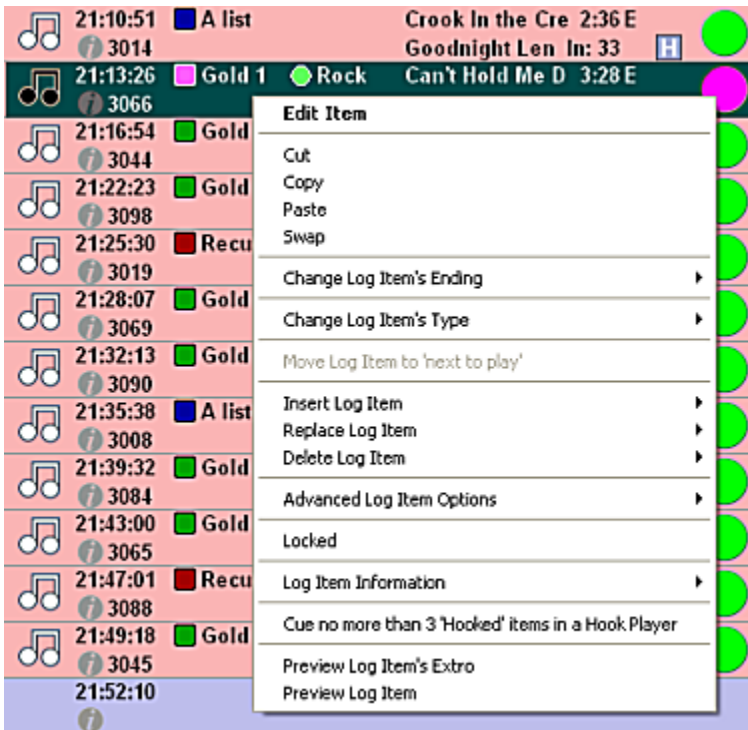 21:10:51 A list Crook In the Cre 2:36 E
i 3014 Goodnight Len In: 33 H
21:13:26 Gold 1 Rock Can't Hold Me D 3:28 E
i 3066
Edit Item
21:16:54 Gold
i 3044
Cut
Copy
Paste
Swap
21:22:23 Gold
i 3098
21:25:30 Recu
i 3019
Change Log Item's Ending
21:28:07 Gold
i 3069
Change Log Item's Type
21:32:13 Gold
i 3090
Move Log Item to 'next to play'
21:35:38 A list
i 3008
Insert Log Item
Replace Log Item
Delete Log Item
21:39:32 Gold
i 3084
Advanced Log Item Options
21:43:00 Gold
i 3065
Locked
21:47:01 Recu
i 3088
Log Item Information
21:49:18 Gold
i 3045
Cue no more than 3 'Hooked' items in a Hook Player
21:52:10
i
Preview Log Item's Extro
Preview Log Item